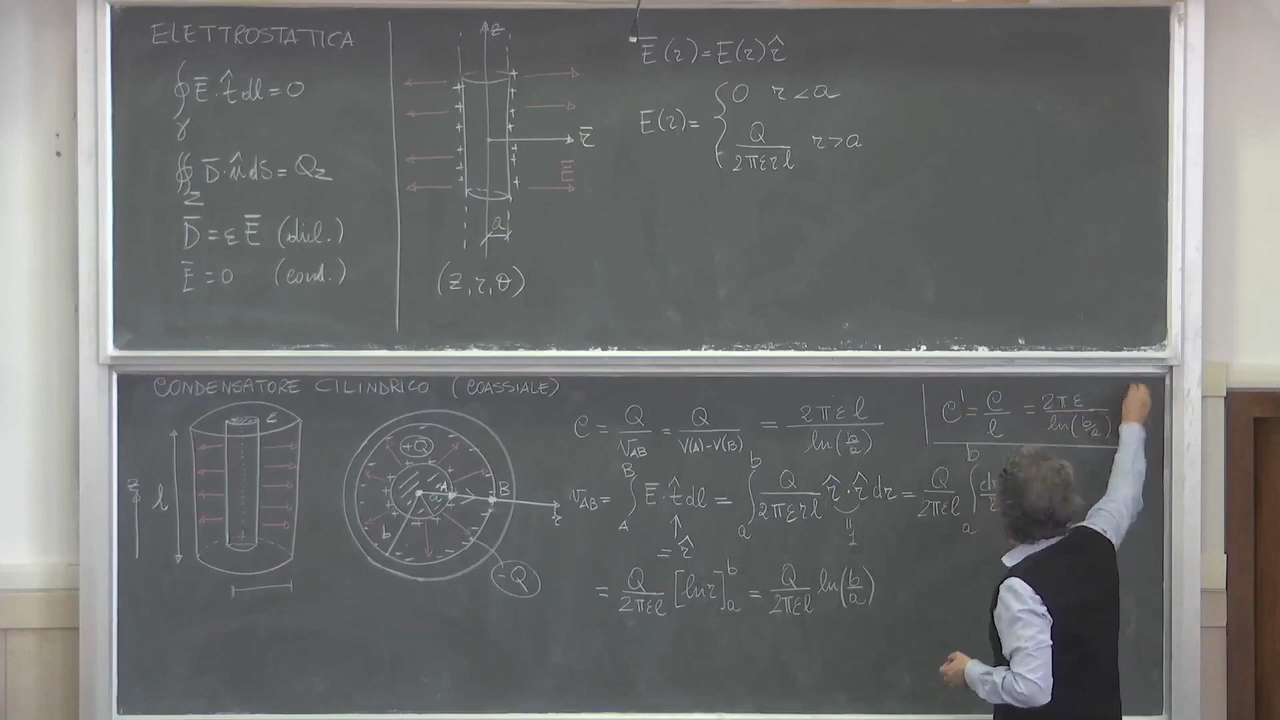 ELETTROSTATICA
∮ Ē · t̂ dl = 0
γ
∯ D̄ · n̂ dS = Q_Σ
Σ
D̄ = ε Ē (diel.)
Ē = 0 (cond.)
z
r̄
Ē
a
(z, r, θ)
Ē(r) = E(r) r̂
E(r) = { 0 r < a
Q / 2πεrl r > a
CONDENSATORE CILINDRICO (COASSIALE)
ε
z
l
+Q
a
A
B
b
r
-Q
C = Q / v_AB = Q / V(A)-V(B) = 2πεl / ln(b/a)
C' = C / l = 2πε / ln(b/a)
v_AB = ∫_A^B Ē · t̂ dl = ∫_a^b Q / 2πεrl r̂ · r̂ dr = Q / 2πεl ∫_a^b
= r̂
1
= Q / 2πεl [ln r]_a^b = Q / 2πεl ln(b/a)